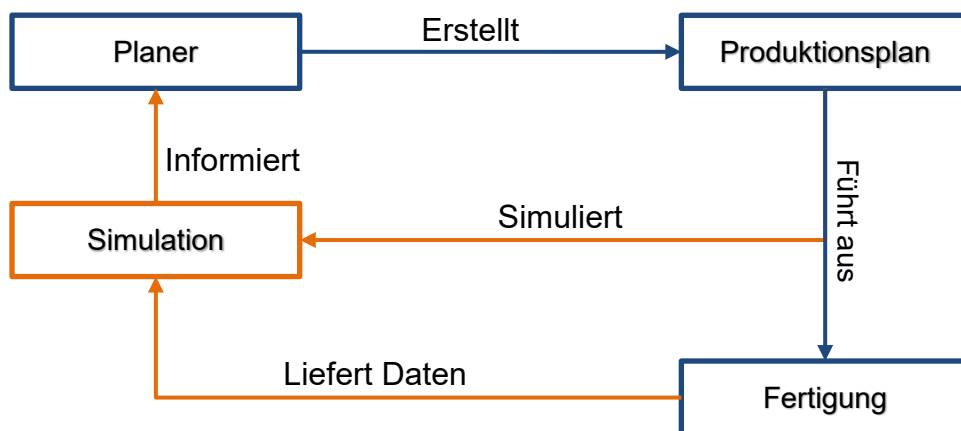 Planer
Erstellt
Produktionsplan
Informiert
Führt aus
Simulation
Simuliert
Liefert Daten
Fertigung